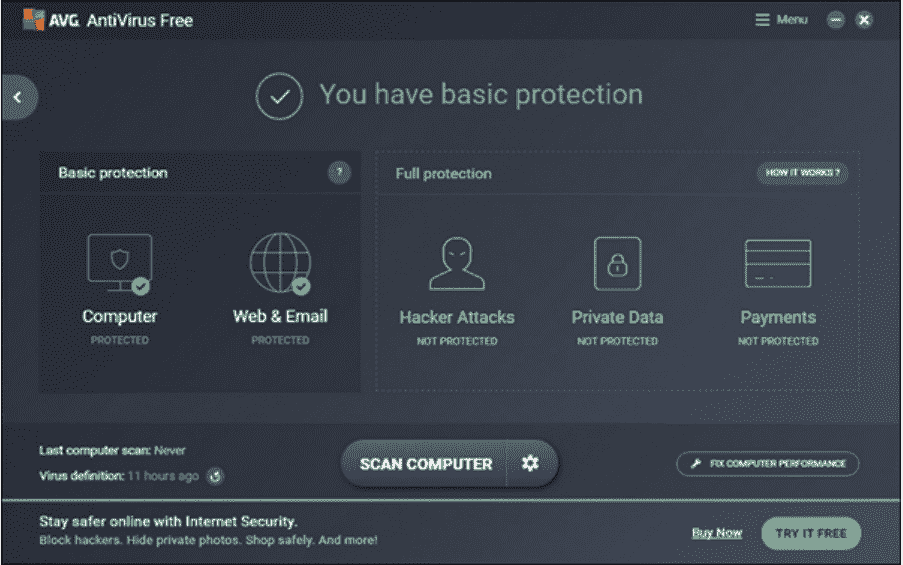 AVG. AntiVirus Free
Menu
You have basic protection
Basic protection
?
Full protection
HOW IT WORKS ?
Computer
PROTECTED
Web & Email
PROTECTED
Hacker Attacks
NOT PROTECTED
Private Data
NOT PROTECTED
Payments
NOT PROTECTED
Last computer scan: Never
Virus definition: 11 hours ago
SCAN COMPUTER
FIX COMPUTER PERFORMANCE
Stay safer online with Internet Security.
Block hackers. Hide private photos. Shop safely. And more!
Buy Now
TRY IT FREE